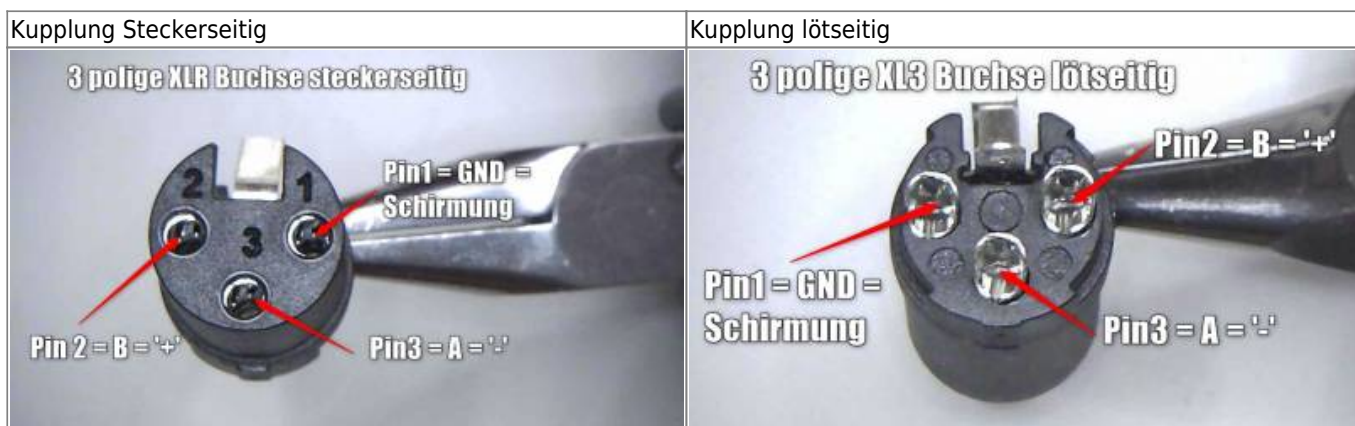 Kupplung Steckerseitig
Kupplung lötseitig
3 polige XLR Buchse steckerseitig
2
1
3
Pin1 = GND =
Schirmung
Pin 2 = B = '+'
Pin3 = A = '-'
3 polige XL3 Buchse lötseitig
Pin2 = B = '+'
Pin1 = GND =
Schirmung
Pin3 = A = '-'